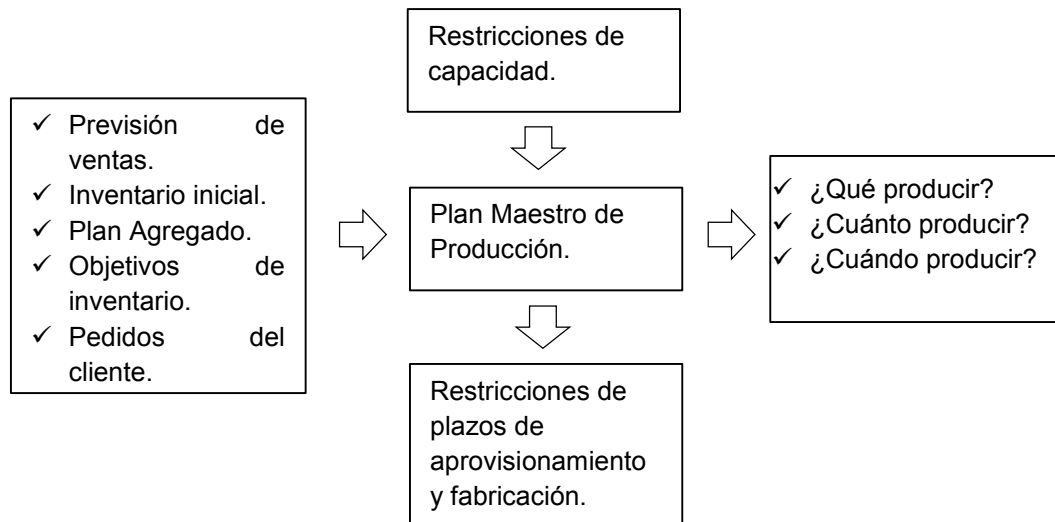 Restricciones de
capacidad.
✓ Previsión de
ventas.
✓ Inventario inicial.
✓ Plan Agregado.
✓ Objetivos de
inventario.
✓ Pedidos del
cliente.
Plan Maestro de
Producción.
✓ ¿Qué producir?
✓ ¿Cuánto producir?
✓ ¿Cuándo producir?
Restricciones de
plazos de
aprovisionamiento
y fabricación.